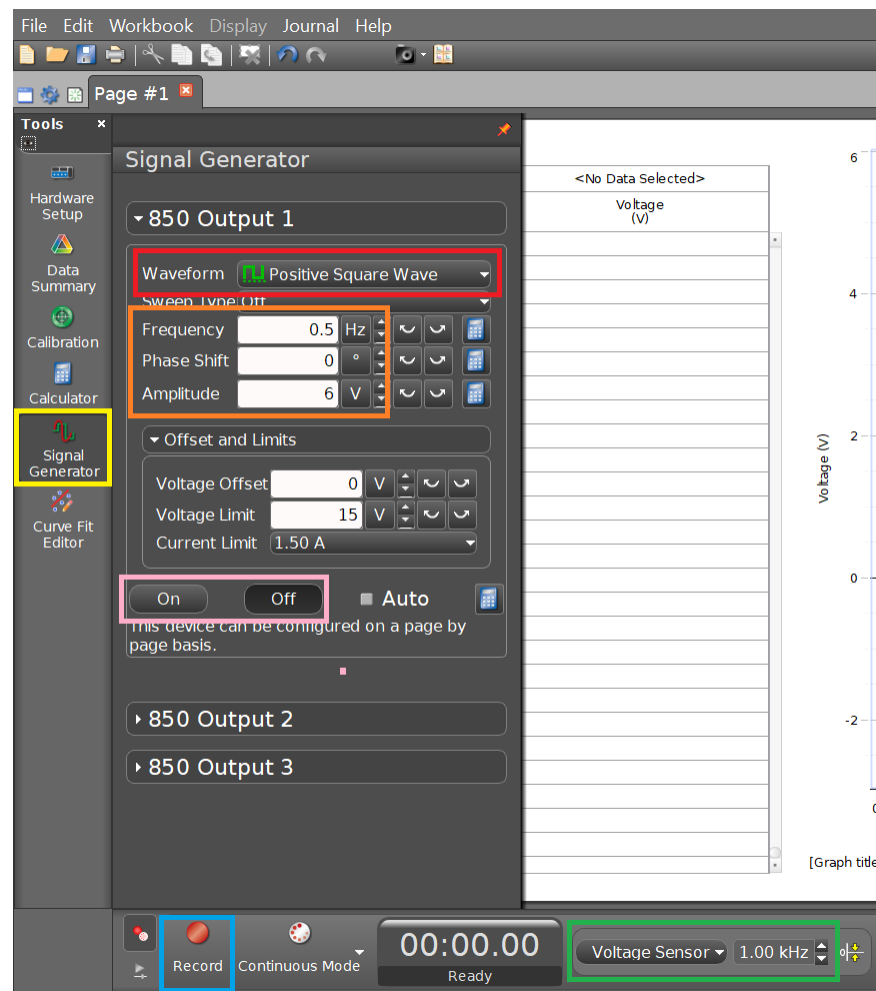 File Edit Workbook Display Journal Help
Page #1
Tools
Hardware
Setup
Data
Summary
Calibration
Calculator
Signal
Generator
Curve Fit
Editor
Signal Generator
850 Output 1
Waveform Positive Square Wave
Sweep Type Off
Frequency 0.5 Hz
Phase Shift 0 °
Amplitude 6 V
Offset and Limits
Voltage Offset 0 V
Voltage Limit 15 V
Current Limit 1.50 A
On Off Auto
This device can be configured on a page by
page basis.
850 Output 2
850 Output 3
<No Data Selected>
Voltage
(V)
6
4
2
0
-2
Voltage (V)
0
[Graph title
Record
Continuous Mode
00:00.00
Ready
Voltage Sensor 1.00 kHz